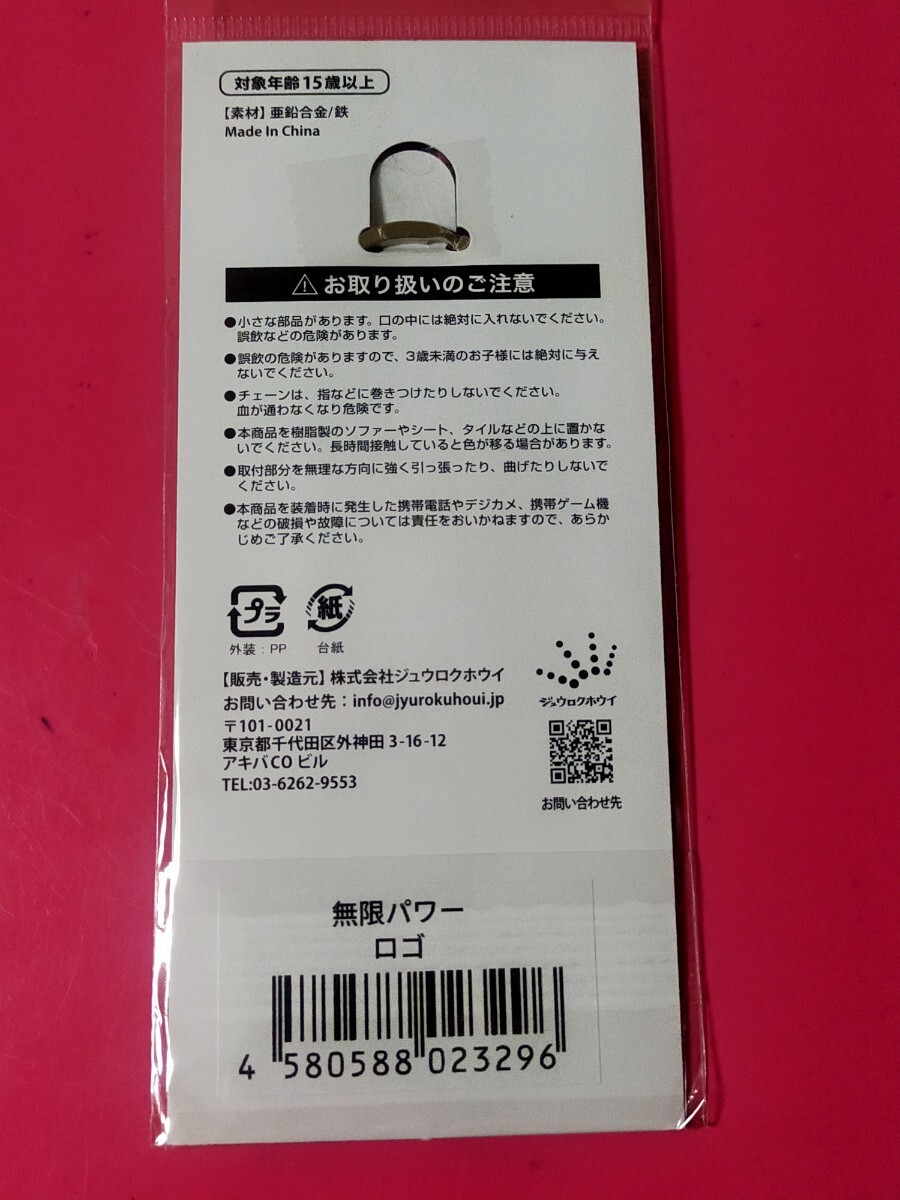 対象年齢15歳以上
【素材】亜鉛合金/鉄
Made In China
⚠お取り扱いのご注意
●小さな部品があります。口の中には絶対に入れないでください。
誤飲などの危険があります。
●誤飲の危険がありますので、3歳未満のお子様には絶対に与え
ないでください。
●チェーンは、指などに巻きつけたりしないでください。
血が通わなくなり危険です。
●本商品を樹脂製のソファーやシート、タイルなどの上に置かな
いでください。長時間接触していると色が移る場合があります。
●取付部分を無理な方向に強く引っ張ったり、曲げたりしないで
ください。
●本商品を装着時に発生した携帯電話やデジカメ、携帯ゲーム機
などの破損や故障については責任をおいかねますので、あらか
じめご了承ください。
プラ 紙
外装:PP 台紙
【販売・製造元】株式会社ジュウロクホウイ
お問い合わせ先:info@jyurokuhoui.jp
〒101-0021
東京都千代田区外神田3-16-12
アキバCOビル
TEL:03-6262-9553
ジュウロクホウイ
お問い合わせ先
無限パワー
ロゴ
4 580588 023296